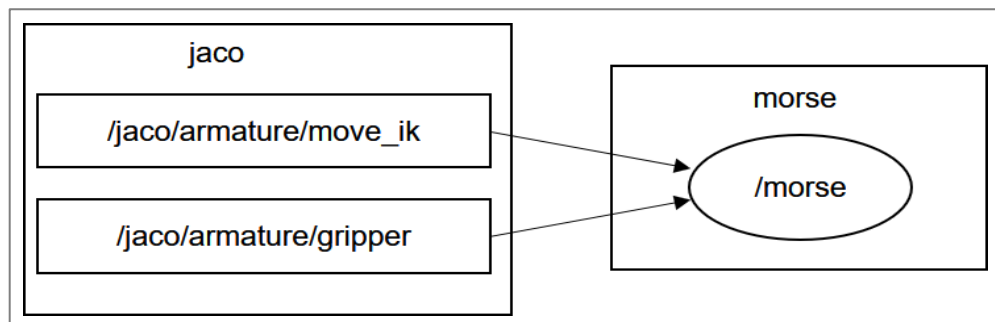 jaco
/jaco/armature/move_ik
/jaco/armature/gripper
morse
/morse